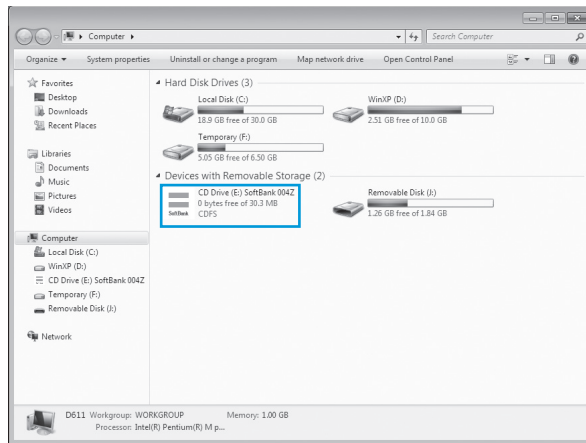 Computer
Search Computer
Organize
System properties
Uninstall or change a program
Map network drive
Open Control Panel
Favorites
Desktop
Downloads
Recent Places
Libraries
Documents
Music
Pictures
Videos
Computer
Local Disk (C:)
WinXP (D:)
CD Drive (E:) SoftBank 004Z
Temporary (F:)
Removable Disk (J:)
Network
Hard Disk Drives (3)
Local Disk (C:)
18.9 GB free of 30.0 GB
WinXP (D:)
2.51 GB free of 10.0 GB
Temporary (F:)
5.05 GB free of 6.50 GB
Devices with Removable Storage (2)
CD Drive (E:) SoftBank 004Z
0 bytes free of 30.3 MB
CDFS
SoftBank
Removable Disk (J:)
1.26 GB free of 1.84 GB
D611 Workgroup: WORKGROUP Memory: 1.00 GB
Processor: Intel(R) Pentium(R) M p...